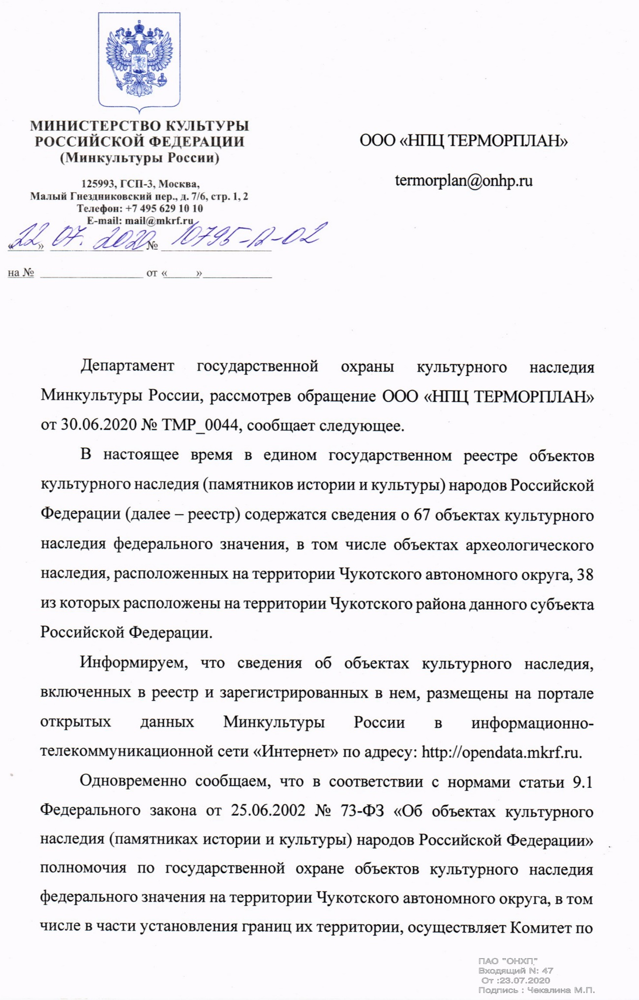 МИНИСТЕРСТВО КУЛЬТУРЫ
РОССИЙСКОЙ ФЕДЕРАЦИИ
(Минкультуры России)
125993, ГСП-3, Москва,
Малый Гнездниковский пер., д. 7/6, стр. 1, 2
Телефон: +7 495 629 10 10
E-mail: mail@mkrf.ru
«22» 07. 2020 № 10795-12-02
на № от « »
ООО «НПЦ ТЕРМОРПЛАН»
termorplan@onhp.ru
Департамент государственной охраны культурного наследия
Минкультуры России, рассмотрев обращение ООО «НПЦ ТЕРМОРПЛАН»
от 30.06.2020 № ТМР_0044, сообщает следующее.
В настоящее время в едином государственном реестре объектов
культурного наследия (памятников истории и культуры) народов Российской
Федерации (далее – реестр) содержатся сведения о 67 объектах культурного
наследия федерального значения, в том числе объектах археологического
наследия, расположенных на территории Чукотского автономного округа, 38
из которых расположены на территории Чукотского района данного субъекта
Российской Федерации.
Информируем, что сведения об объектах культурного наследия,
включенных в реестр и зарегистрированных в нем, размещены на портале
открытых данных Минкультуры России в информационно-
телекоммуникационной сети «Интернет» по адресу: http://opendata.mkrf.ru.
Одновременно сообщаем, что в соответствии с нормами статьи 9.1
Федерального закона от 25.06.2002 № 73-ФЗ «Об объектах культурного
наследия (памятниках истории и культуры) народов Российской Федерации»
полномочия по государственной охране объектов культурного наследия
федерального значения на территории Чукотского автономного округа, в том
числе в части установления границ их территории, осуществляет Комитет по
ПАО "ОНХП"
Входящий N: 47
От :23.07.2020
Подпись : Чекалина М.П.